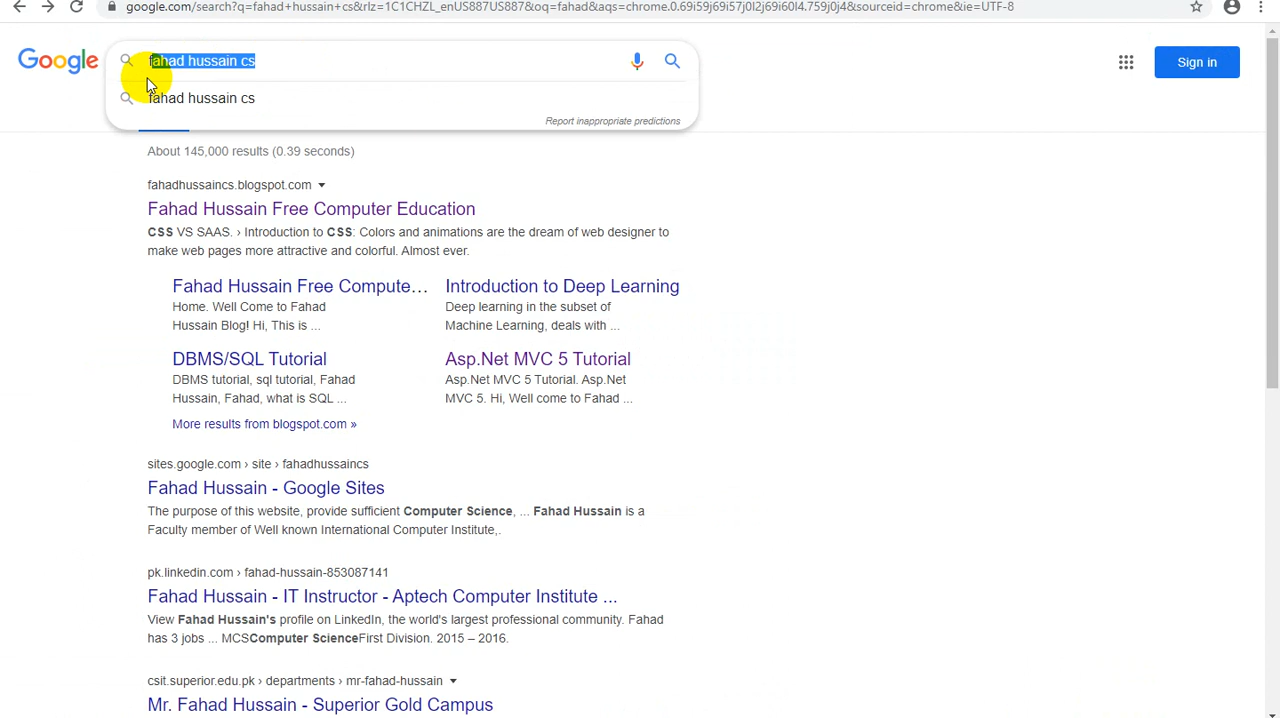 google.com/search?q=fahad+hussain+cs&rlz=1C1CHZL_enUS887US887&oq=fahad&aqs=chrome.0.69i59j69i57j0l2j69i60l4.759j0j4&sourceid=chrome&ie=UTF-8
Google
fahad hussain cs
Sign in
fahad hussain cs
Report inappropriate predictions
About 145,000 results (0.39 seconds)
fahadhussaincs.blogspot.com
Fahad Hussain Free Computer Education
CSS VS SAAS. › Introduction to CSS: Colors and animations are the dream of web designer to
make web pages more attractive and colorful. Almost ever.
Fahad Hussain Free Compute…
Home. Well Come to Fahad
Hussain Blog! Hi, This is ...
Introduction to Deep Learning
Deep learning in the subset of
Machine Learning, deals with ...
DBMS/SQL Tutorial
DBMS tutorial, sql tutorial, Fahad
Hussain, Fahad, what is SQL ...
Asp.Net MVC 5 Tutorial
Asp.Net MVC 5 Tutorial. Asp.Net
MVC 5. Hi, Well come to Fahad ...
More results from blogspot.com »
sites.google.com › site › fahadhussaincs
Fahad Hussain - Google Sites
The purpose of this website, provide sufficient Computer Science, ... Fahad Hussain is a
Faculty member of Well known International Computer Institute,.
pk.linkedin.com › fahad-hussain-853087141
Fahad Hussain - IT Instructor - Aptech Computer Institute ...
View Fahad Hussain's profile on LinkedIn, the world's largest professional community. Fahad
has 3 jobs ... MCSComputer ScienceFirst Division. 2015 – 2016.
csit.superior.edu.pk › departments › mr-fahad-hussain
Mr. Fahad Hussain - Superior Gold Campus